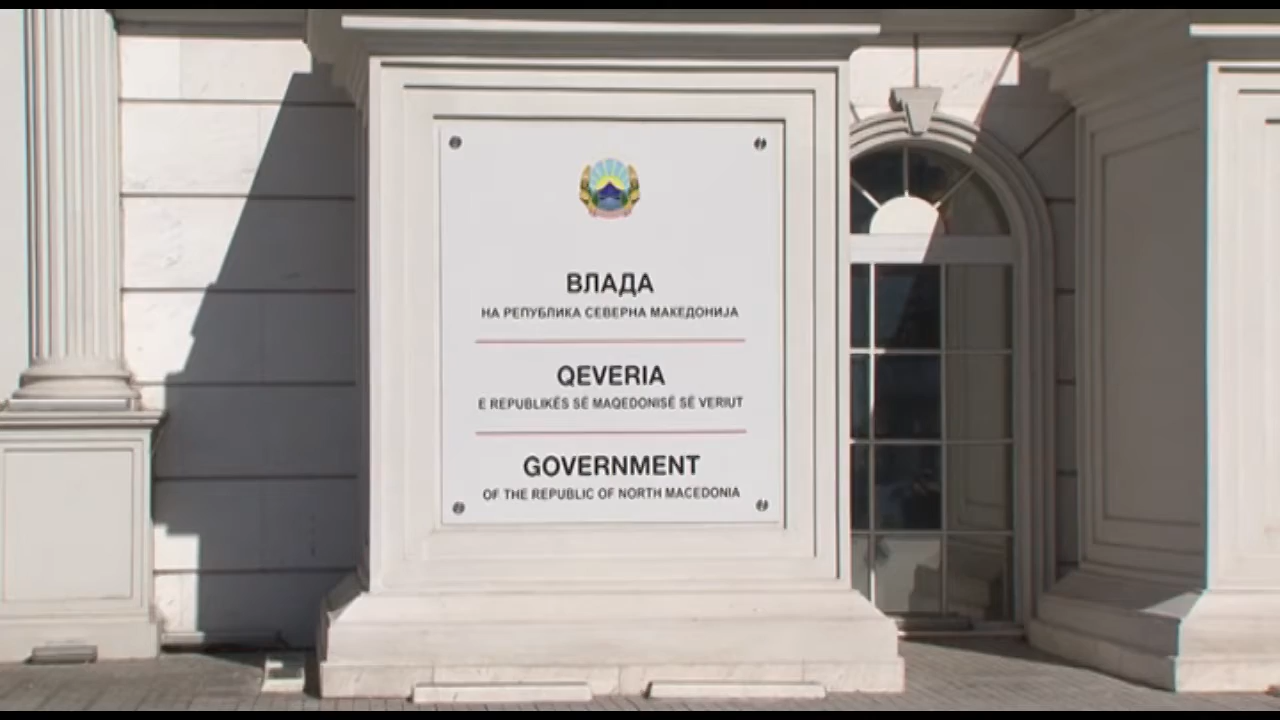 ВЛАДА
НА РЕПУБЛИКА СЕВЕРНА МАКЕДОНИЈА
QEVERIA
E REPUBLIKËS SË MAQEDONISË SË VERIUT
GOVERNMENT
OF THE REPUBLIC OF NORTH MACEDONIA